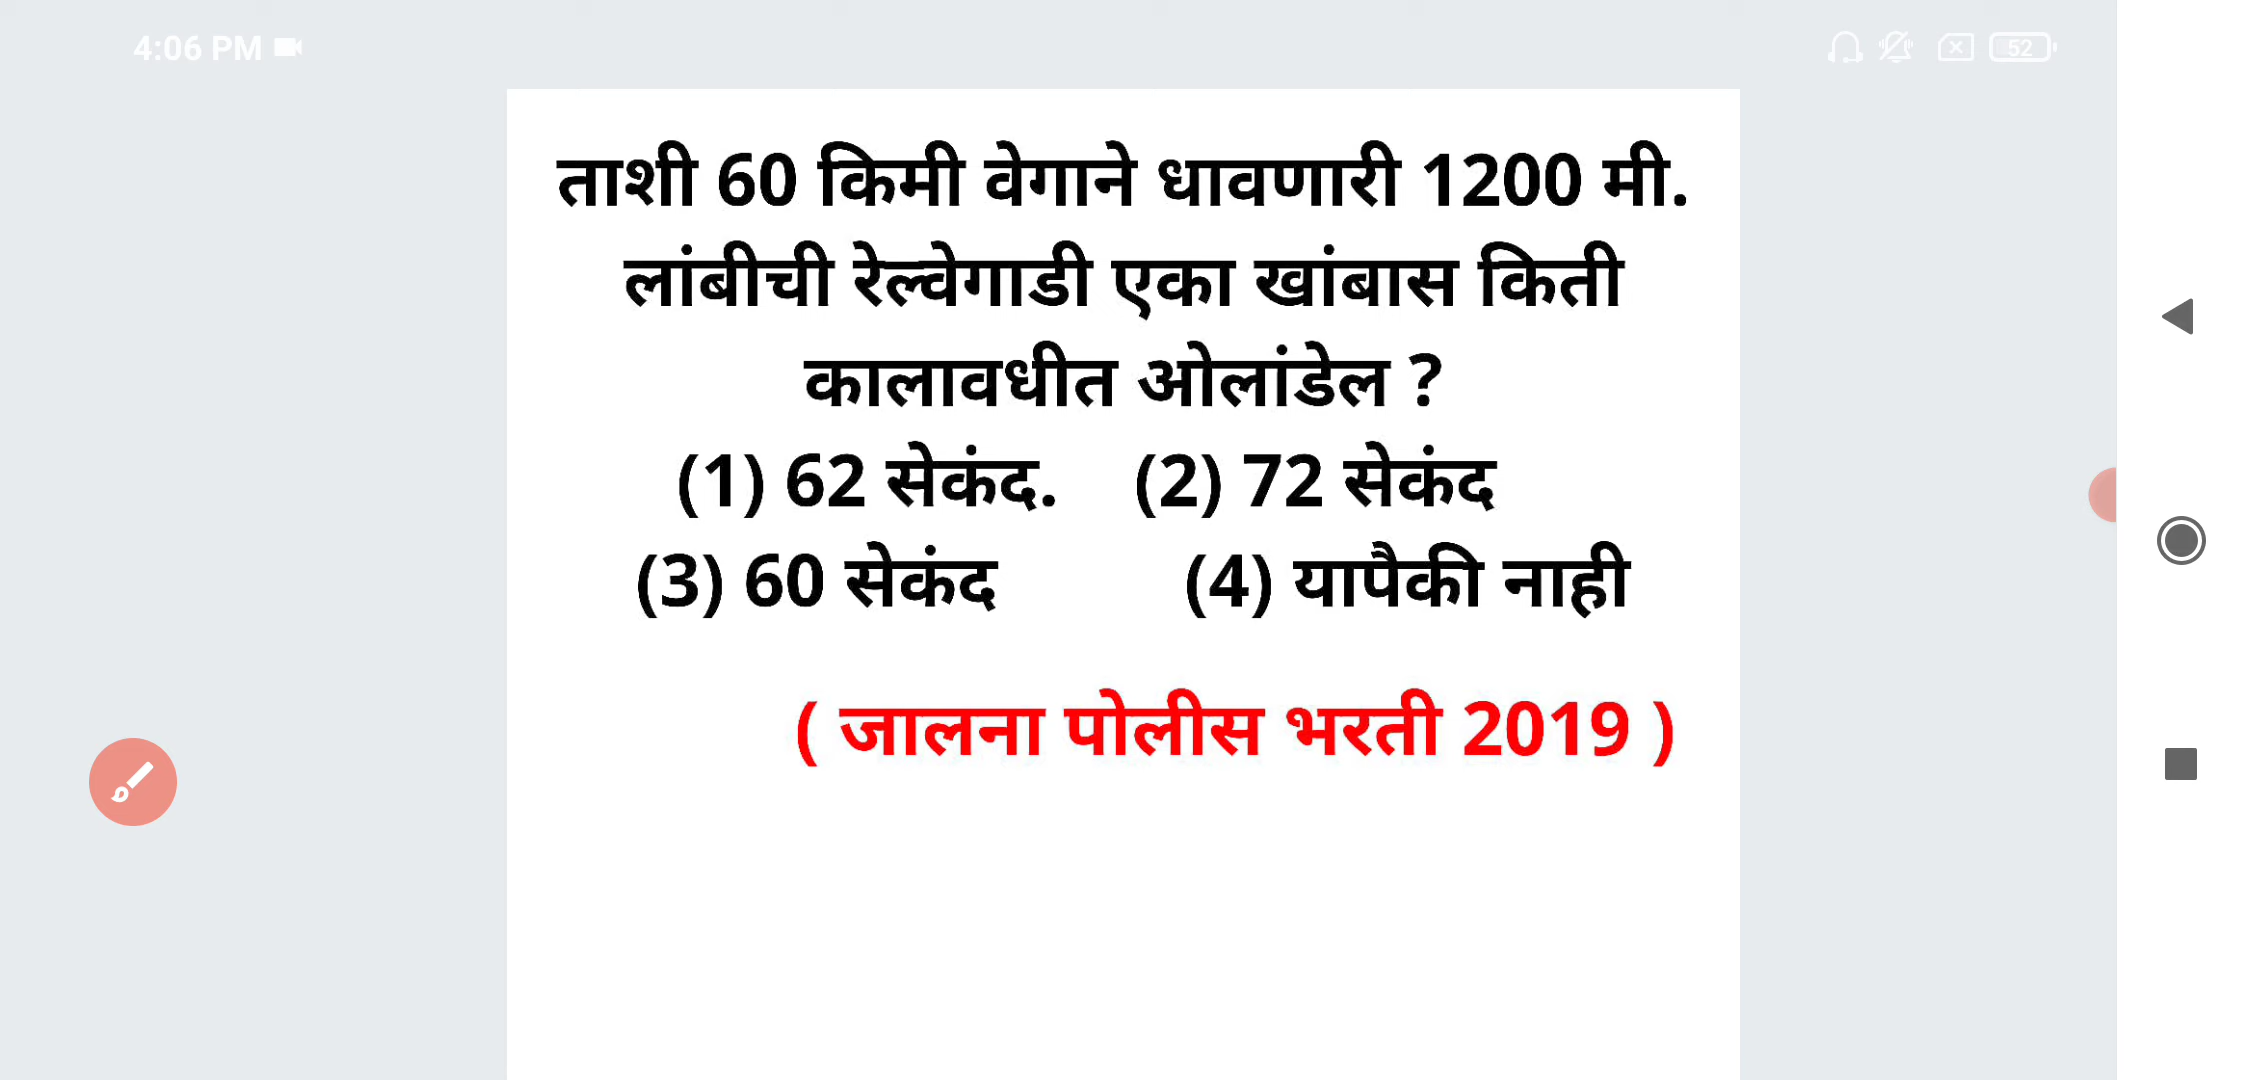 4:06 PM
52
ताशी 60 किमी वेगाने धावणारी 1200 मी.
लांबीची रेल्वेगाडी एका खांबास किती
कालावधीत ओलांडेल ?
(1) 62 सेकंद. (2) 72 सेकंद
(3) 60 सेकंद (4) यापैकी नाही
( जालना पोलीस भरती 2019 )